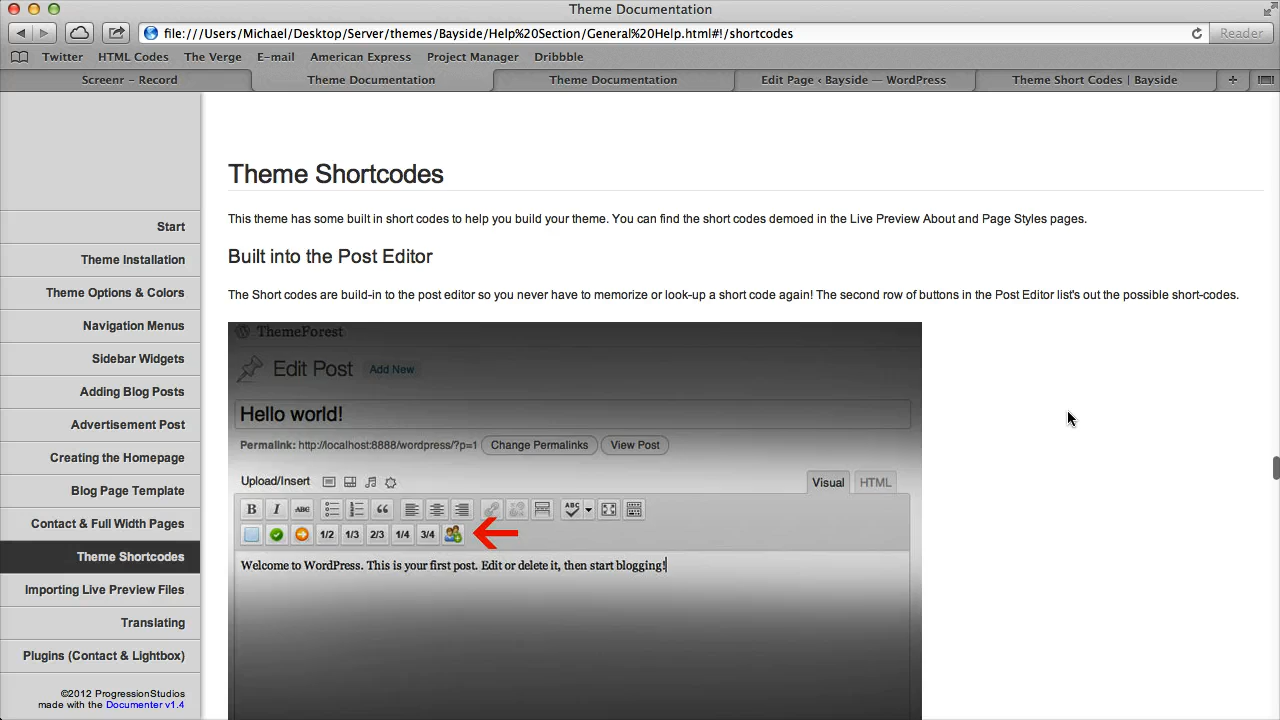 Theme Documentation
file:///Users/Michael/Desktop/Server/themes/Bayside/Help%20Section/General%20Help.html#!/shortcodes
Reader
Twitter HTML Codes The Verge E-mail American Express Project Manager Dribbble
Screenr – Record Theme Documentation Theme Documentation Edit Page ‹ Bayside — WordPress Theme Short Codes | Bayside
Start
Theme Installation
Theme Options & Colors
Navigation Menus
Sidebar Widgets
Adding Blog Posts
Advertisement Post
Creating the Homepage
Blog Page Template
Contact & Full Width Pages
Theme Shortcodes
Importing Live Preview Files
Translating
Plugins (Contact & Lightbox)
©2012 ProgressionStudios
made with the Documenter v1.4
Theme Shortcodes
This theme has some built in short codes to help you build your theme. You can find the short codes demoed in the Live Preview About and Page Styles pages.
Built into the Post Editor
The Short codes are build-in to the post editor so you never have to memorize or look-up a short code again! The second row of buttons in the Post Editor list's out the possible short-codes.
ThemeForest
Edit Post Add New
Hello world!
Permalink: http://localhost:8888/wordpress/?p=1 Change Permalinks View Post
Upload/Insert Visual HTML
B I ABC ABC
1/2 1/3 2/3 1/4 3/4
Welcome to WordPress. This is your first post. Edit or delete it, then start blogging!